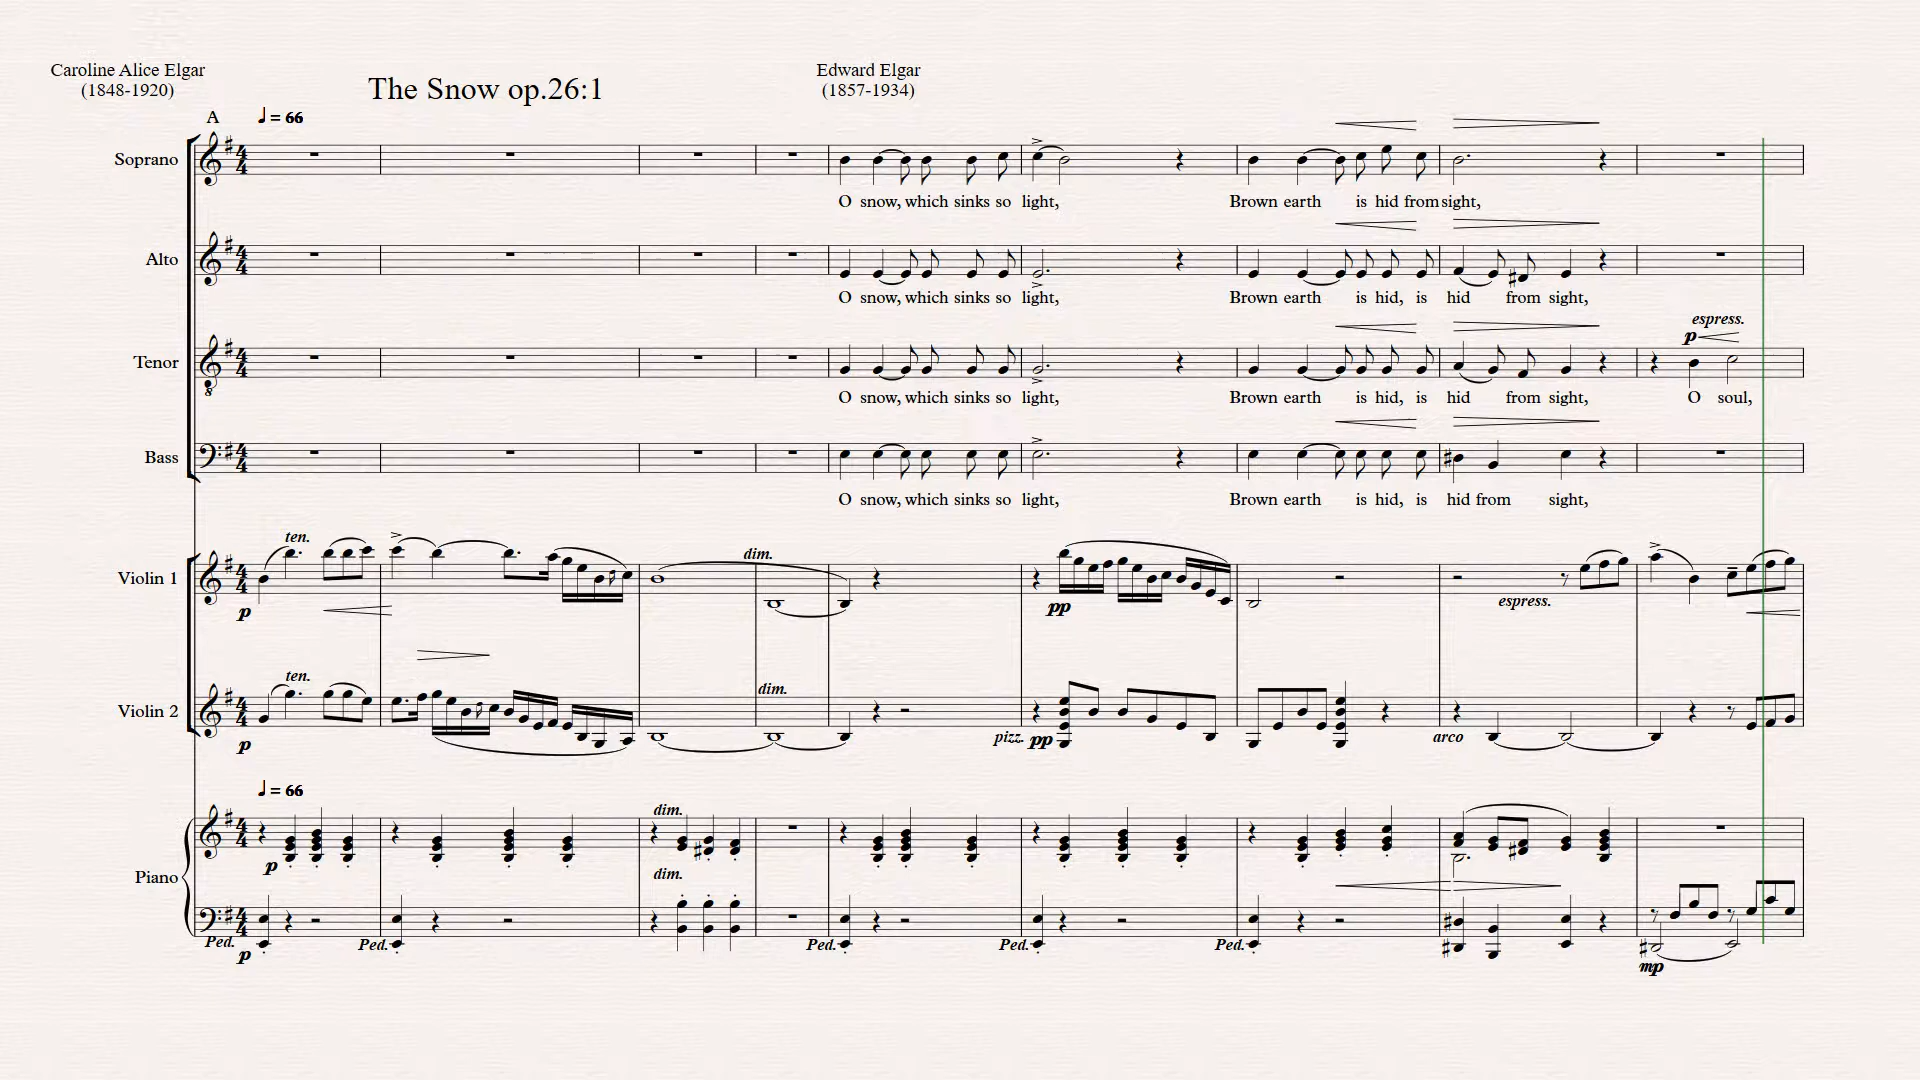 Caroline Alice Elgar
(1848-1920)
The Snow op.26:1
Edward Elgar
(1857-1934)
A
= 66
Soprano
O snow, which sinks so light, Brown earth is hid from sight,
Alto
O snow, which sinks so light, Brown earth is hid, is hid from sight,
espress.
p
Tenor
8
O snow, which sinks so light, Brown earth is hid, is hid from sight, O soul,
Bass
O snow, which sinks so light, Brown earth is hid, is hid from sight,
ten.
dim.
Violin 1
p
pp
espress.
ten.
dim.
Violin 2
p
pizz.
pp
arco
= 66
dim.
p
dim.
Piano
Ped. Ped. Ped. Ped. Ped.
p
mp